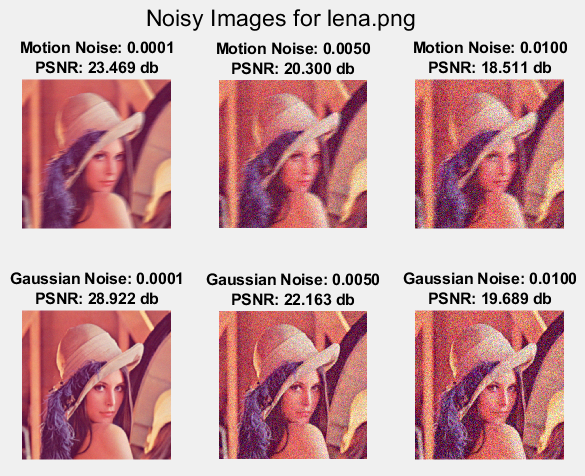 Noisy Images for lena.png
Motion Noise: 0.0001
PSNR: 23.469 db
Motion Noise: 0.0050
PSNR: 20.300 db
Motion Noise: 0.0100
PSNR: 18.511 db
Gaussian Noise: 0.0001
PSNR: 28.922 db
Gaussian Noise: 0.0050
PSNR: 22.163 db
Gaussian Noise: 0.0100
PSNR: 19.689 db